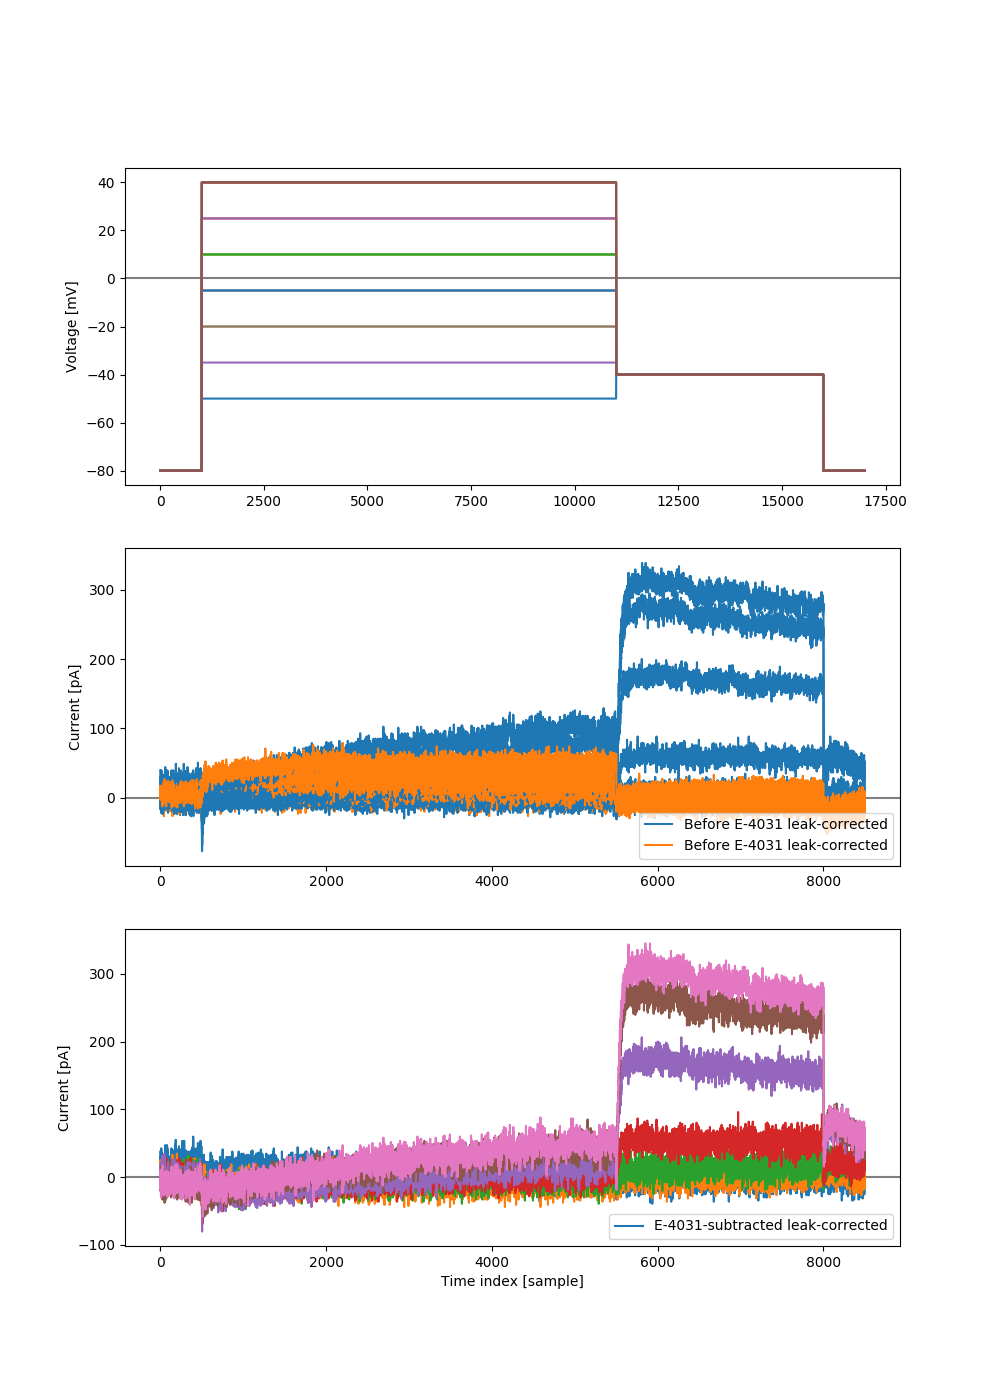 40
20
0
−20
−40
−60
−80
Voltage [mV]
0 2500 5000 7500 10000 12500 15000 17500
300
200
100
0
Current [pA]
Before E-4031 leak-corrected
Before E-4031 leak-corrected
0 2000 4000 6000 8000
300
200
100
0
−100
Current [pA]
E-4031-subtracted leak-corrected
0 2000 4000 6000 8000
Time index [sample]